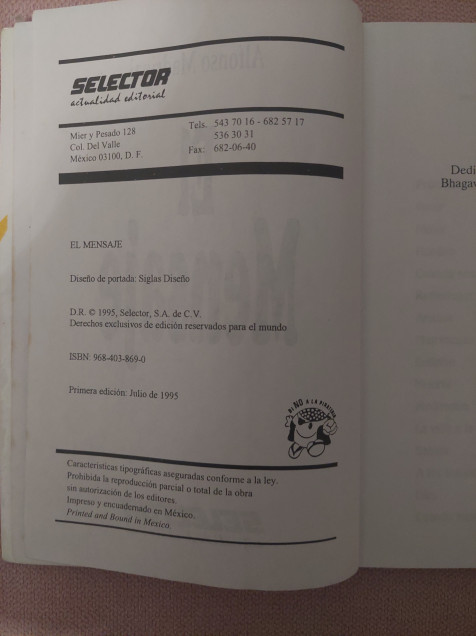 SELECTOR
actualidad editorial
Mier y Pesado 128
Col. Del Valle
México 03100, D. F.
Tels. 543 70 16 - 682 57 17
536 30 31
Fax: 682-06-40
EL MENSAJE
Diseño de portada: Siglas Diseño
D.R. © 1995, Selector, S.A. de C.V.
Derechos exclusivos de edición reservados para el mundo
ISBN: 968-403-869-0
Primera edición: Julio de 1995
DI NO A LA PIRATERIA
Características tipográficas aseguradas conforme a la ley.
Prohibida la reproducción parcial o total de la obra
sin autorización de los editores.
Impreso y encuadernado en México.
Printed and Bound in Mexico.
Dedi
Bhagav